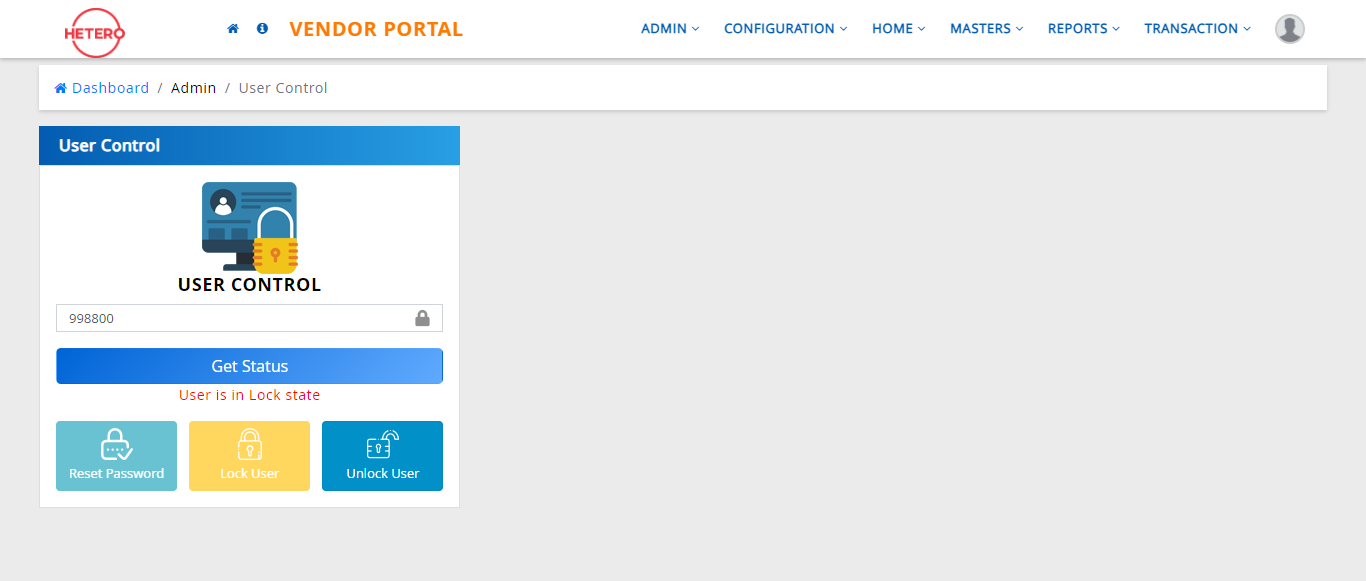 HETERO
VENDOR PORTAL
ADMIN CONFIGURATION HOME MASTERS REPORTS TRANSACTION
Dashboard / Admin / User Control
User Control
USER CONTROL
998800
Get Status
User is in Lock state
Reset Password Lock User Unlock User